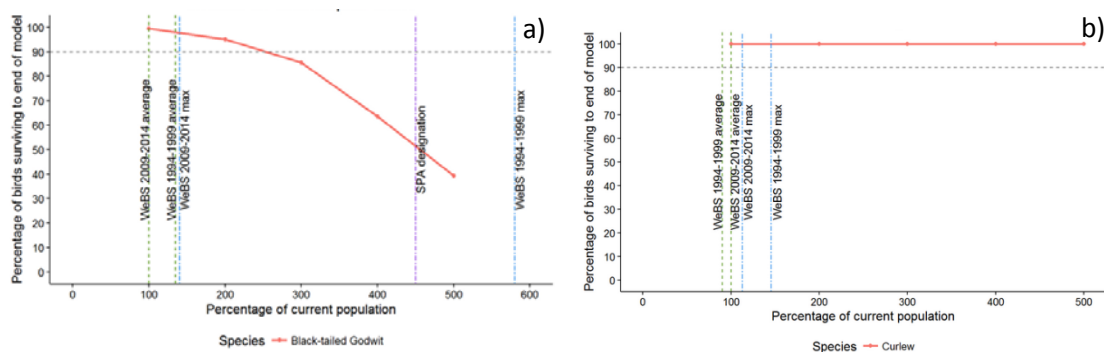 a)
Percentage of birds surviving to end of model
100
90
80
70
60
50
40
30
20
10
0
WeBS 2009-2014 average
WeBS 1994-1999 average
WeBS 2009-2014 max
SPA designation
WeBS 1994-1999 max
0 100 200 300 400 500 600
Percentage of current population
Species Black-tailed Godwit
b)
Percentage of birds surviving to end of model
100
90
80
70
60
50
40
30
20
10
0
WeBS 1994-1999 average
WeBS 2009-2014 average
WeBS 2009-2014 max
WeBS 1994-1999 max
0 100 200 300 400 500
Percentage of current population
Species Curlew